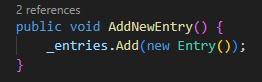 2 references
public void AddNewEntry() {
    _entries.Add(new Entry());
}